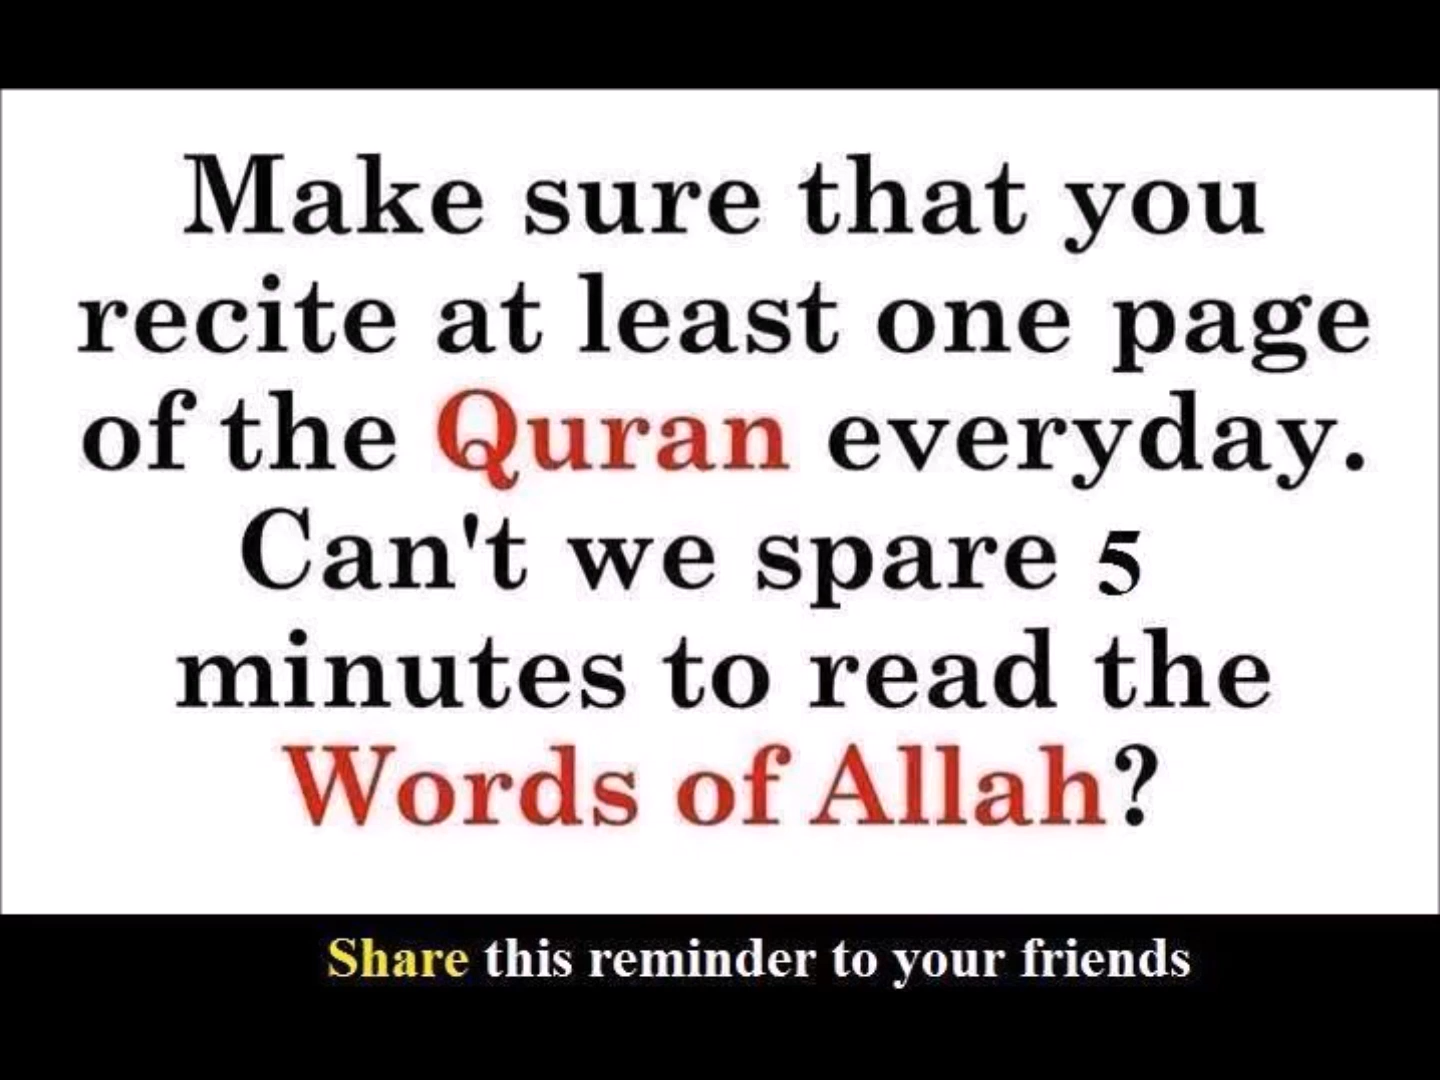 Make sure that you
recite at least one page
of the Quran everyday.
Can't we spare 5
minutes to read the
Words of Allah?
Share this reminder to your friends